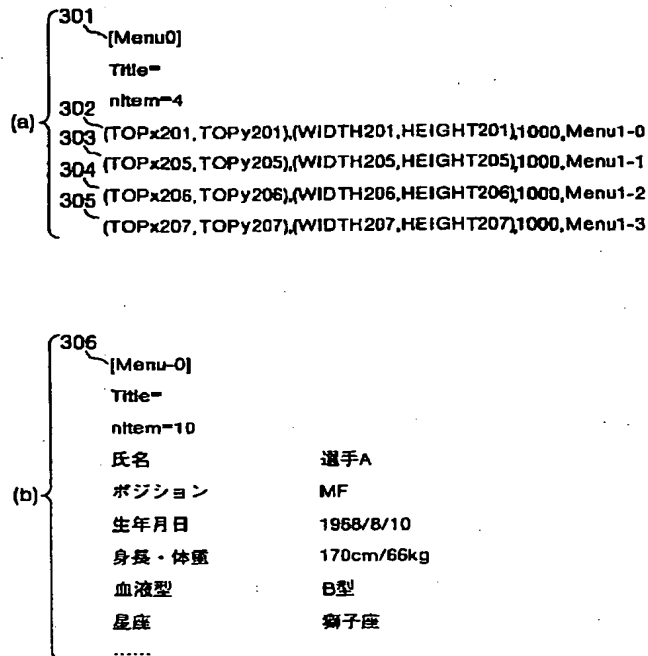 301
[Menu0]
Title=
nItem=4
(a)
302 (TOPx201,TOPy201),(WIDTH201,HEIGHT201),1000,Menu1-0
303 (TOPx205,TOPy205),(WIDTH205,HEIGHT205),1000,Menu1-1
304 (TOPx206,TOPy206),(WIDTH206,HEIGHT206),1000,Menu1-2
305 (TOPx207,TOPy207),(WIDTH207,HEIGHT207),1000,Menu1-3
306
[Menu-0]
Title=
nItem=10
氏名 選手A
(b) ポジション MF
生年月日 1968/8/10
身長・体重 170cm/66kg
血液型 B型
星座 獅子座
……